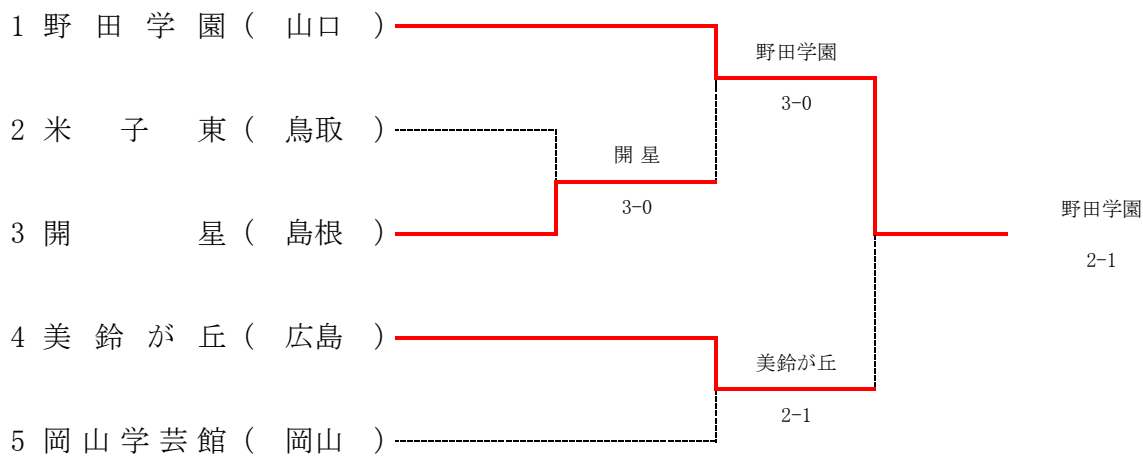 1 野田学園 ( 山口 )
野田学園
3-0
2 米子東 ( 鳥取 )
開星
3-0
3 開星 ( 島根 )
野田学園
2-1
4 美鈴が丘 ( 広島 )
美鈴が丘
2-1
5 岡山学芸館 ( 岡山 )